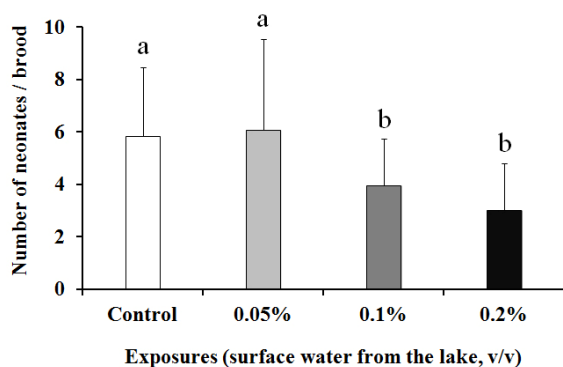 Number of neonates / brood
10
8
6
4
2
0
a
a
b
b
Control 0.05% 0.1% 0.2%
Exposures (surface water from the lake, v/v)